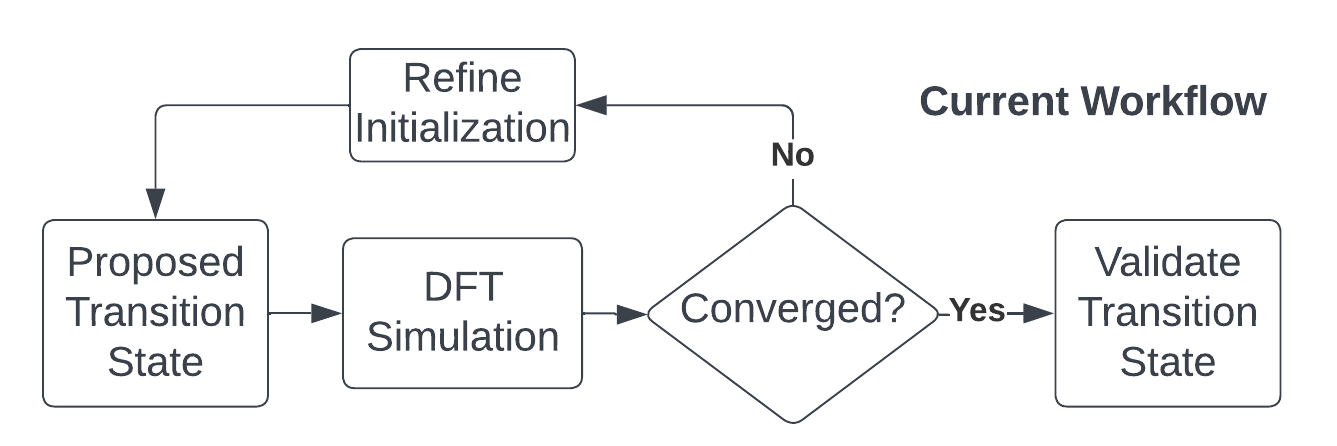 Refine
Initialization
Current Workflow
No
Proposed
Transition
State
DFT
Simulation
Converged?
Yes
Validate
Transition
State